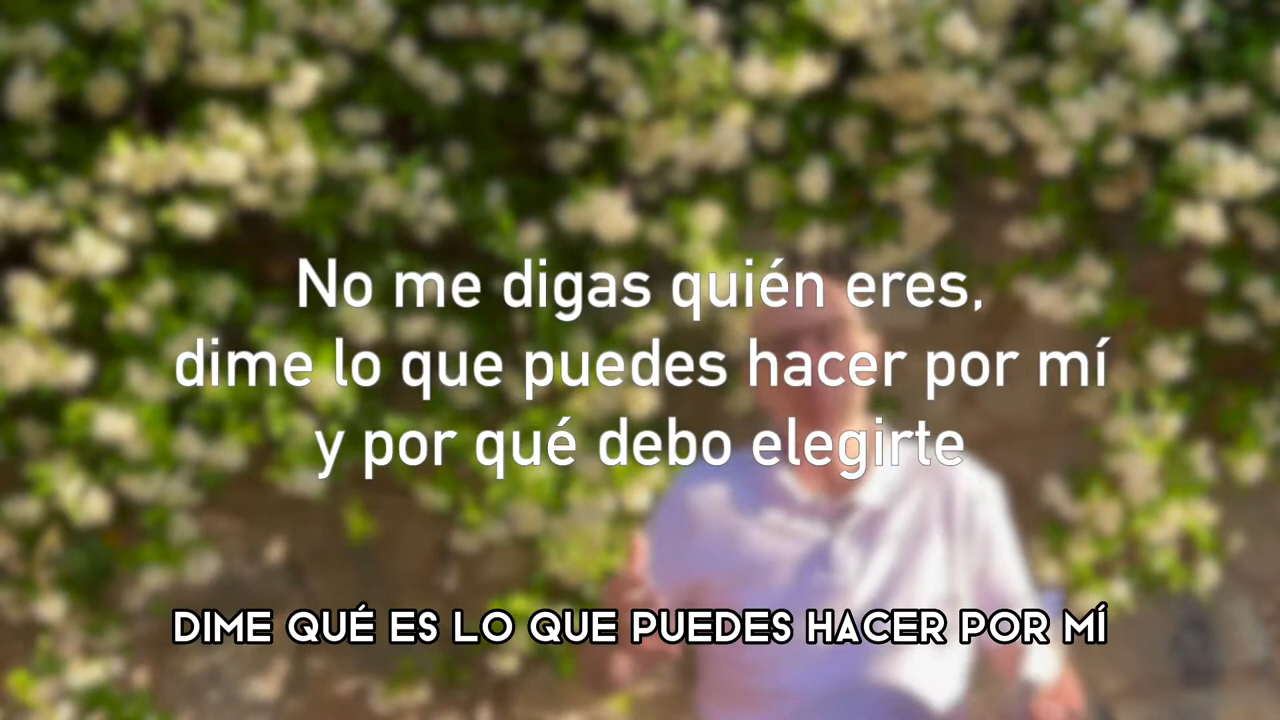 No me digas quién eres,
dime lo que puedes hacer por mí
y por qué debo elegirte
DIME QUÉ ES LO QUE PUEDES HACER POR MÍ